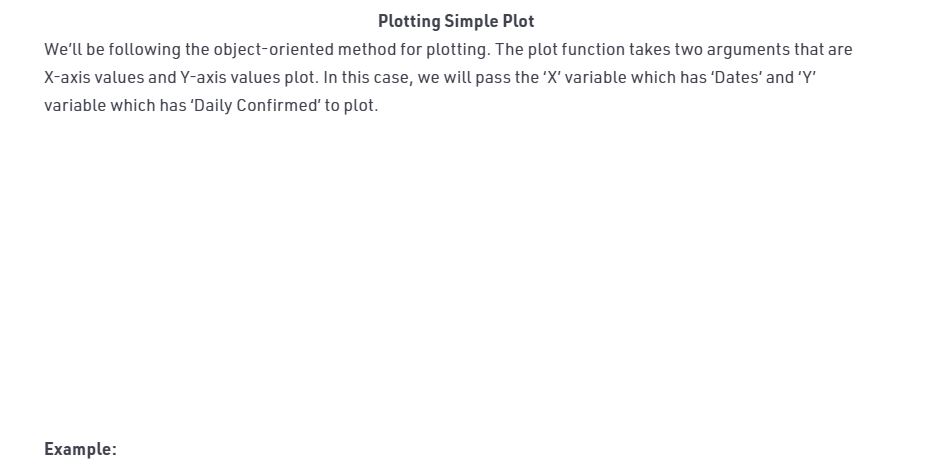 Plotting Simple Plot
We'll be following the object-oriented method for plotting. The plot function takes two arguments that are
X-axis values and Y-axis values plot. In this case, we will pass the ‘X’ variable which has ‘Dates’ and ‘Y’
variable which has ‘Daily Confirmed’ to plot.
Example: